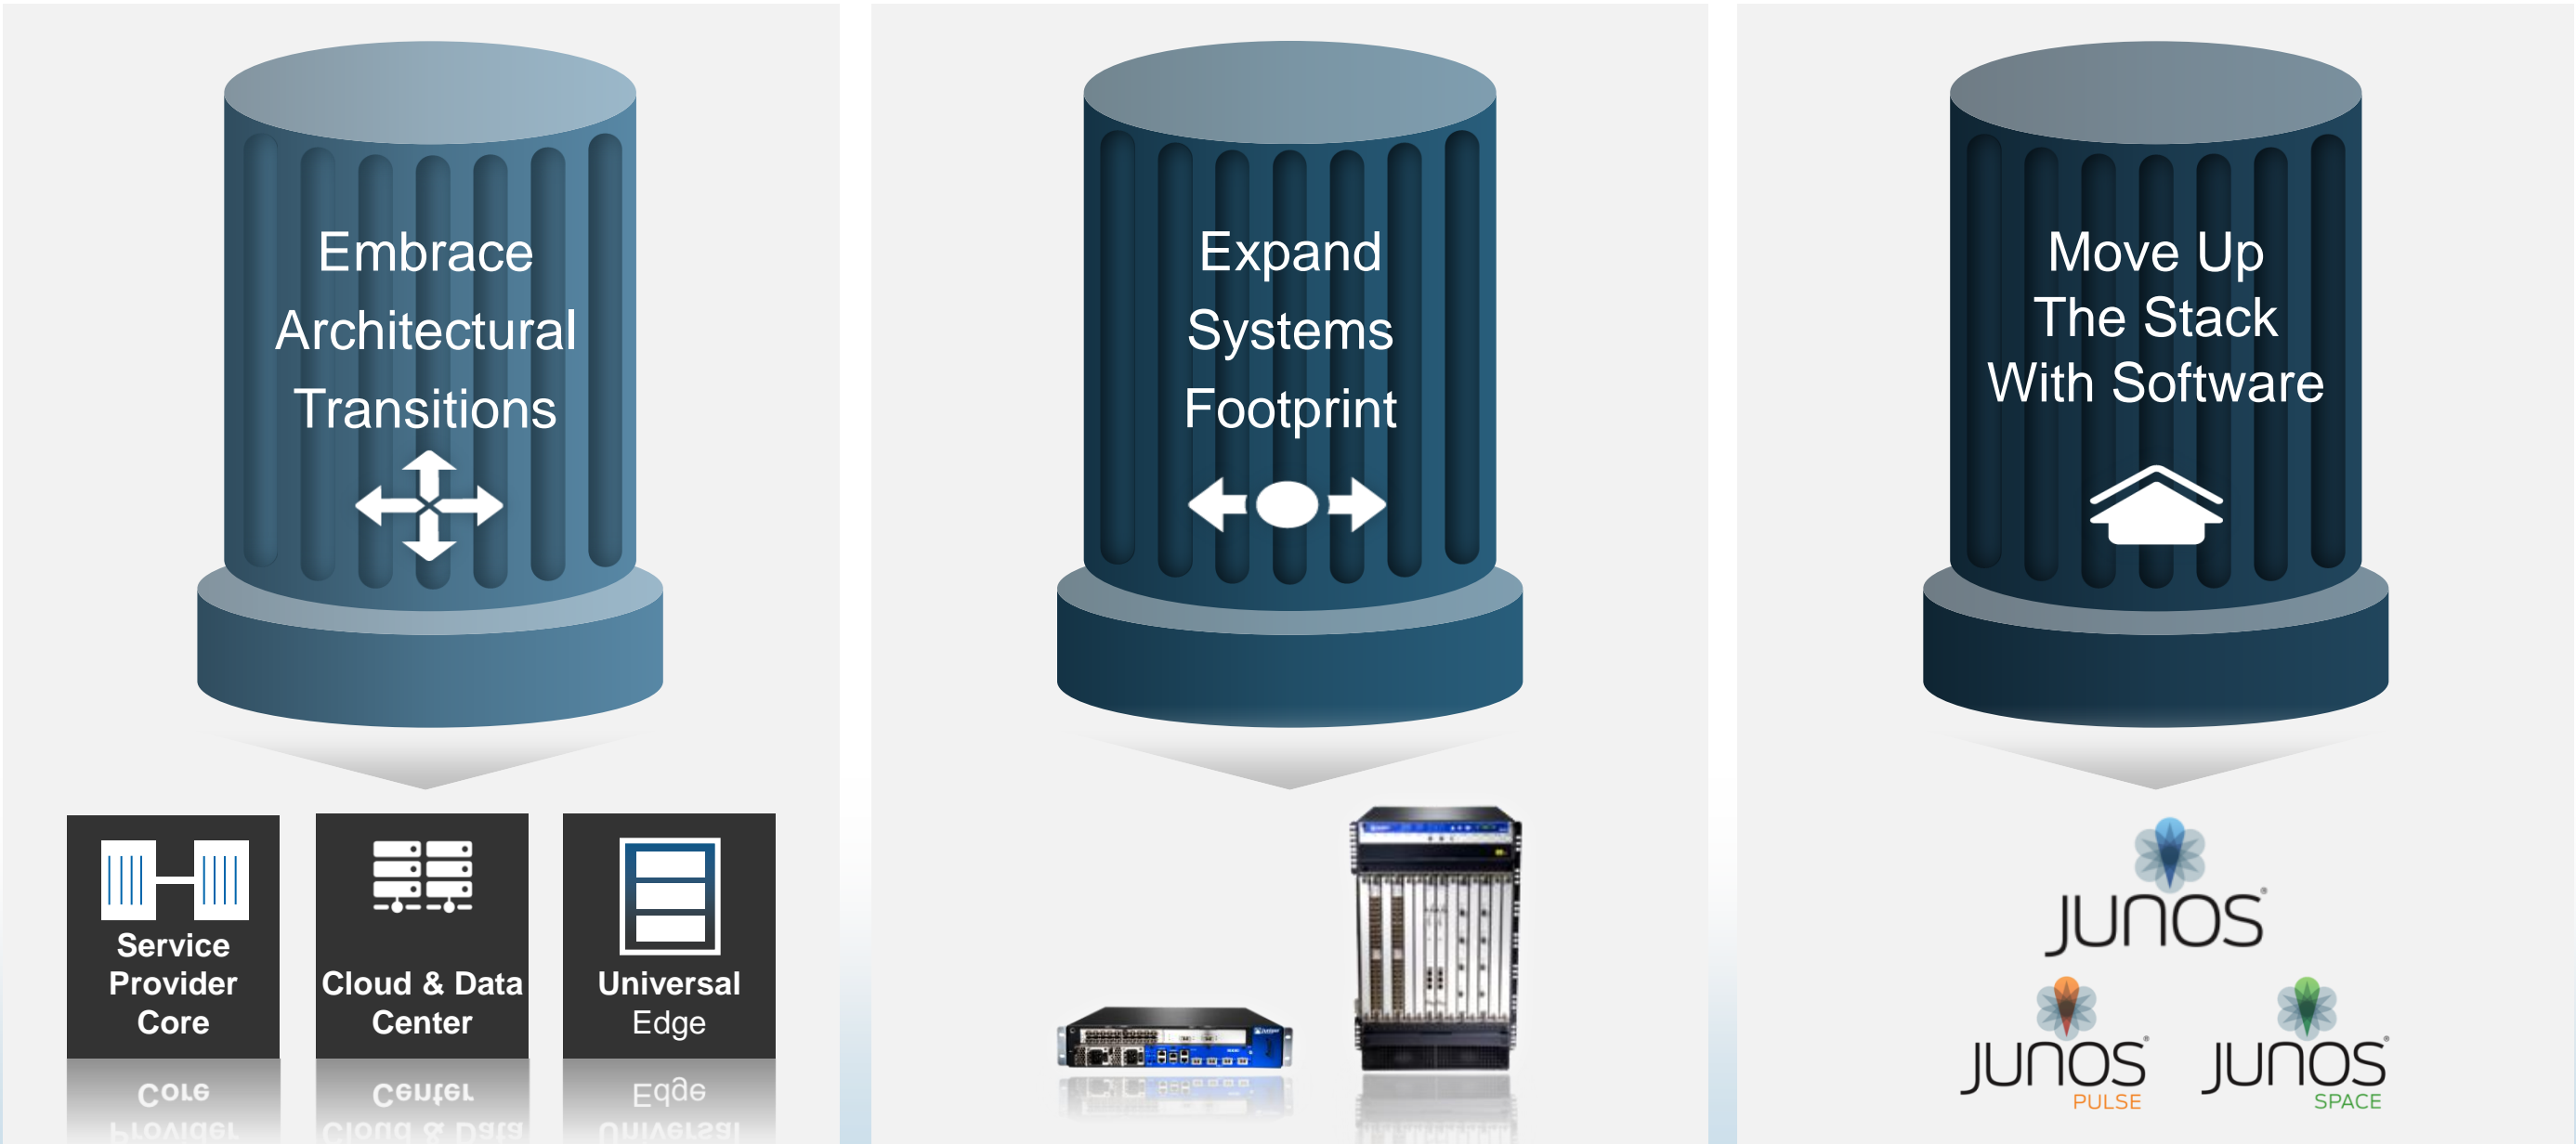 Embrace
Architectural
Transitions
Expand
Systems
Footprint
Move Up
The Stack
With Software
Service
Provider
Core
Cloud & Data
Center
Universal
Edge
Juniper
JUNOS®
JUNOS®
PULSE
JUNOS®
SPACE